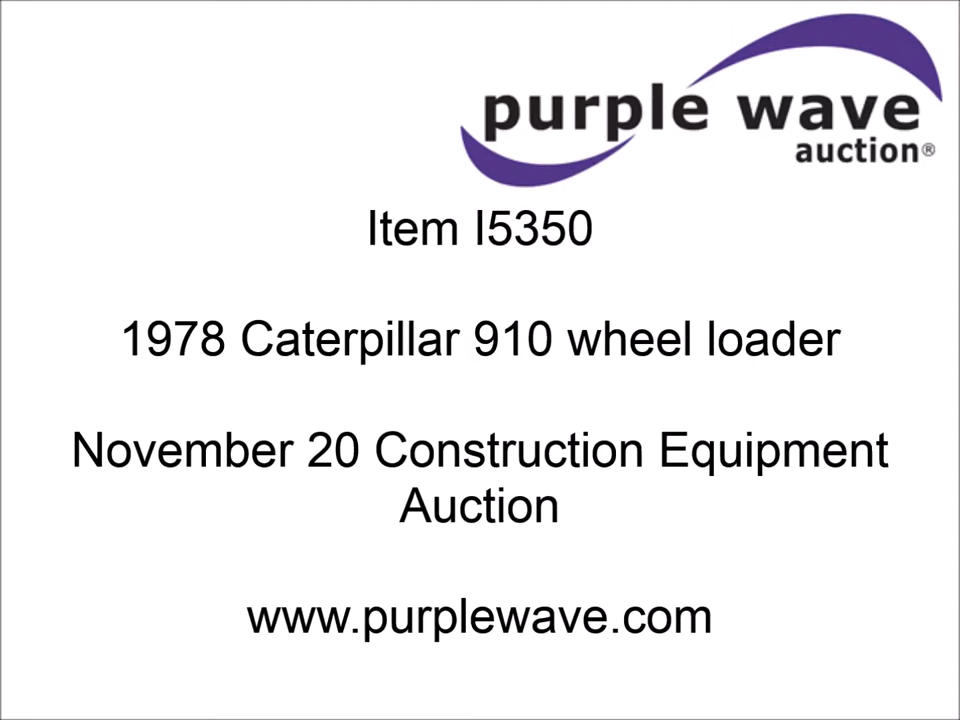 purple wave
auction®
Item I5350
1978 Caterpillar 910 wheel loader
November 20 Construction Equipment
Auction
www.purplewave.com